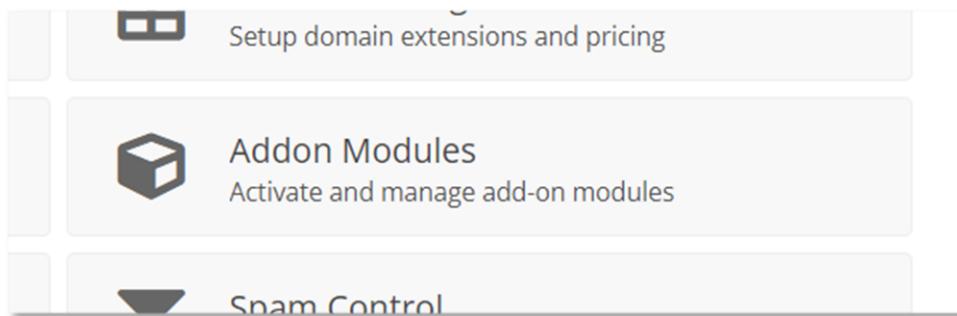 Setup domain extensions and pricing
Addon Modules
Activate and manage add-on modules
Spam Control